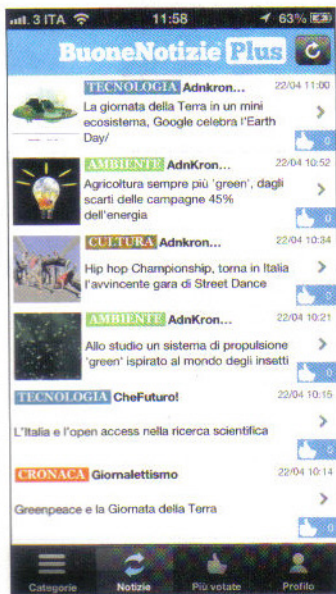 3 ITA 11:58 63%
BuoneNotizie Plus
TECNOLOGIA Adnkron... 22/04 11:00
La giornata della Terra in un mini
ecosistema, Google celebra l'Earth
Day/
0
AMBIENTE AdnKron... 22/04 10:52
Agricoltura sempre più 'green', dagli
scarti delle campagne 45%
dell'energia
0
CULTURA Adnkron... 22/04 10:34
Hip hop Championship, torna in Italia
l'avvincente gara di Street Dance
0
AMBIENTE AdnKron... 22/04 10:21
Allo studio un sistema di propulsione
'green' ispirato al mondo degli insetti
0
TECNOLOGIA CheFuturo! 22/04 10:15
L'Italia e l'open access nella ricerca scientifica
0
CRONACA Giornalettismo 22/04 10:14
Greenpeace e la Giornata della Terra
0
Categorie Notizie Più votate Profilo